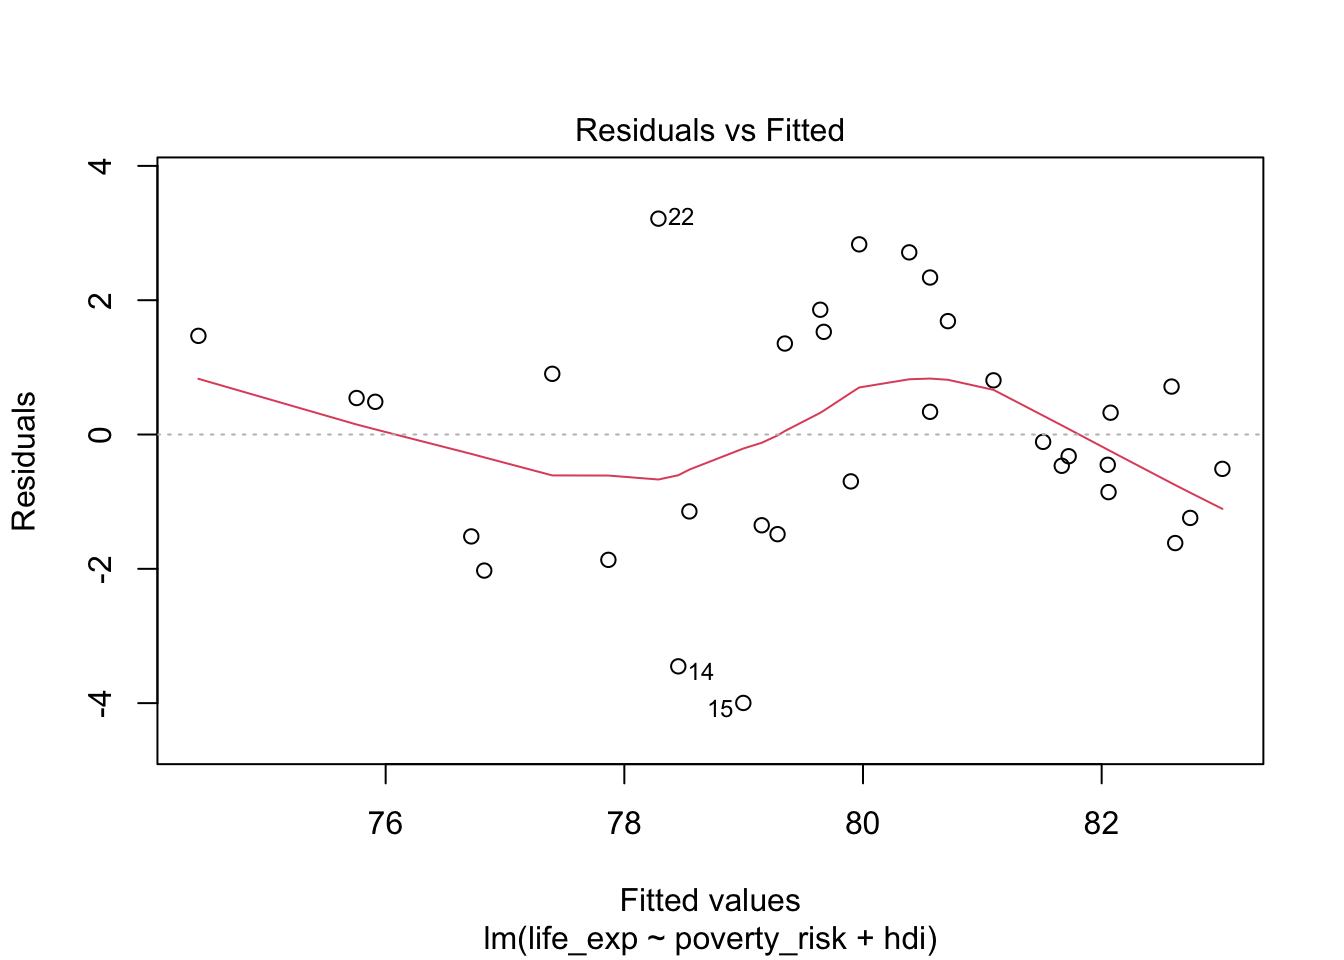 Residuals vs Fitted
Residuals
4
2
0
-2
-4
22
14
15
76 78 80 82
Fitted values
lm(life_exp ~ poverty_risk + hdi)